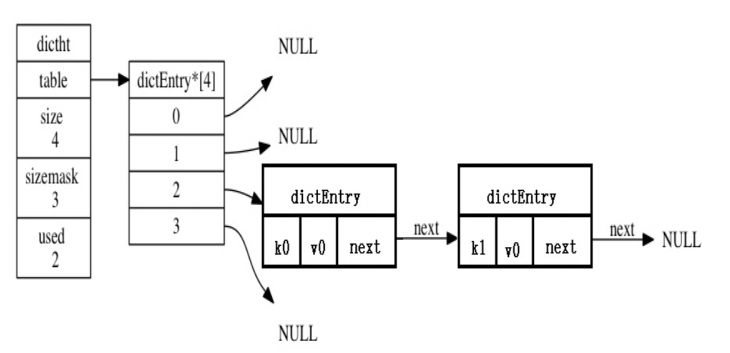 dictht
table
size
4
sizemask
3
used
2
dictEntry*[4]
0
1
2
3
NULL
NULL
dictEntry
k0 v0 next
next
dictEntry
k1 v0 next
next
NULL
NULL